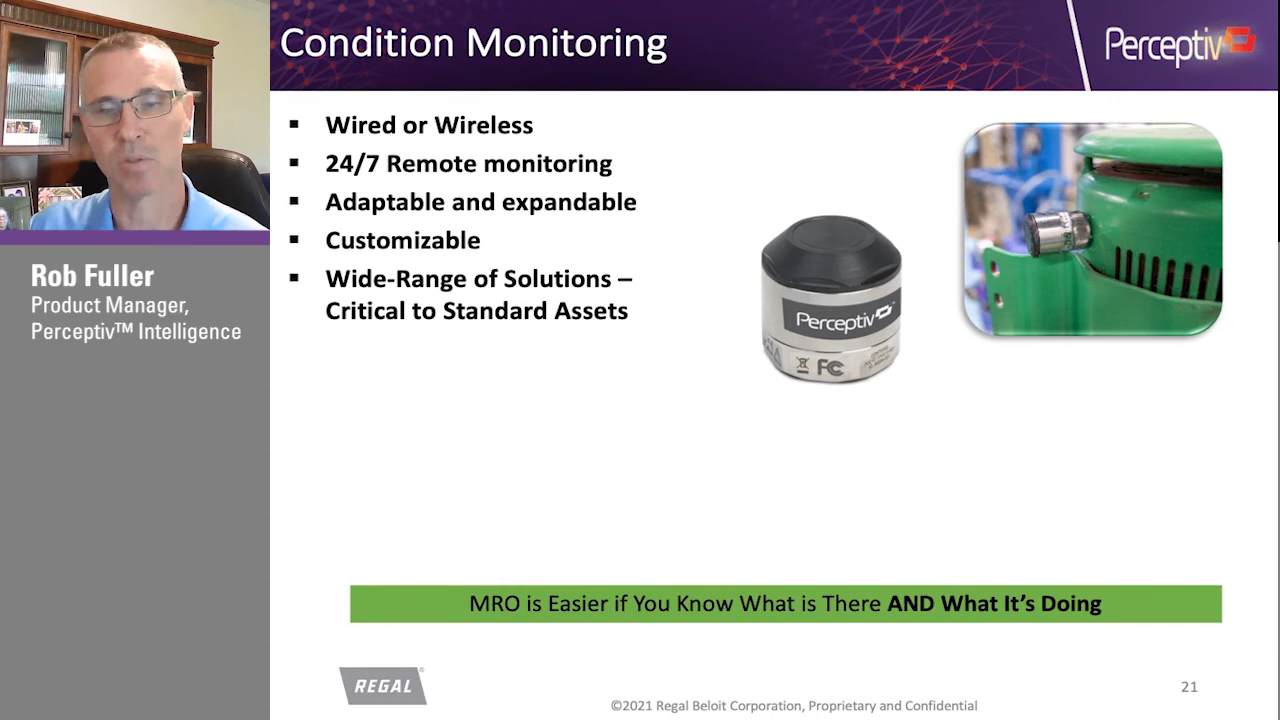 Condition Monitoring
Perceptiv
▪ Wired or Wireless
▪ 24/7 Remote monitoring
▪ Adaptable and expandable
▪ Customizable
▪ Wide-Range of Solutions –
Critical to Standard Assets
Rob Fuller
Product Manager,
Perceptiv™ Intelligence
Perceptiv™
FC
MRO is Easier if You Know What is There AND What It's Doing
REGAL®
21
©2021 Regal Beloit Corporation, Proprietary and Confidential